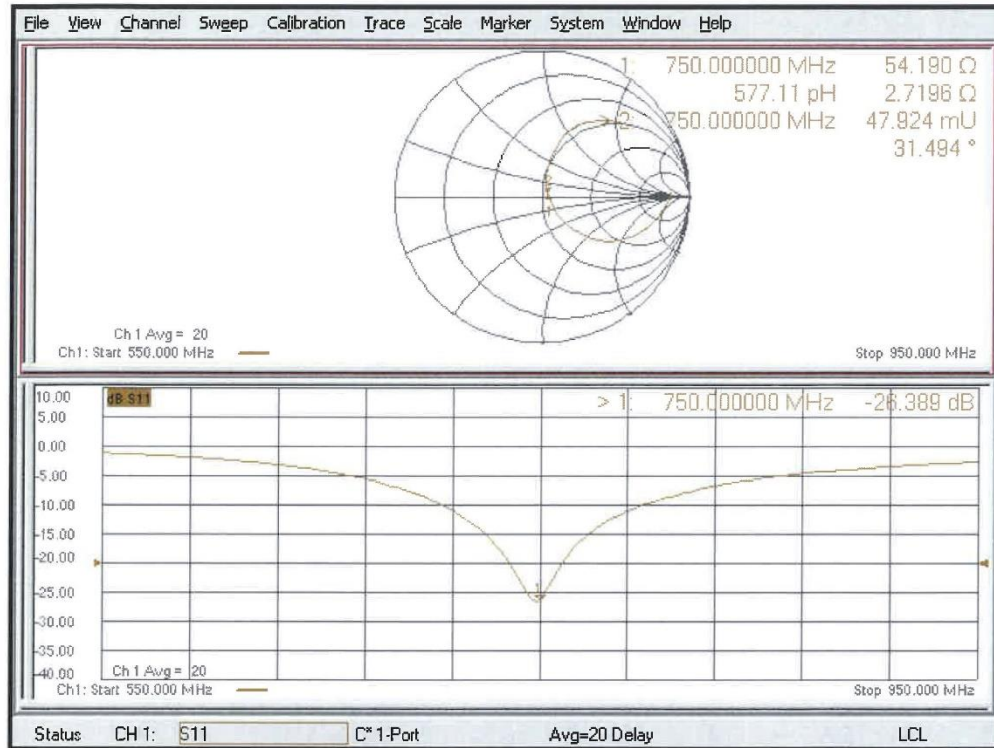 File View Channel Sweep Calibration Trace Scale Marker System Window Help
1: 750.000000 MHz 54.190 Ω
577.11 pH 2.7196 Ω
> 2: 750.000000 MHz 47.924 mU
31.494 °
Ch 1 Avg = 20
Ch1: Start 550.000 MHz Stop 950.000 MHz
dB S11
> 1: 750.000000 MHz -26.389 dB
10.00
5.00
0.00
-5.00
-10.00
-15.00
-20.00
-25.00
-30.00
-35.00
-40.00
1
Ch 1 Avg = 20
Ch1: Start 550.000 MHz Stop 950.000 MHz
Status CH 1: S11 C* 1-Port Avg=20 Delay LCL